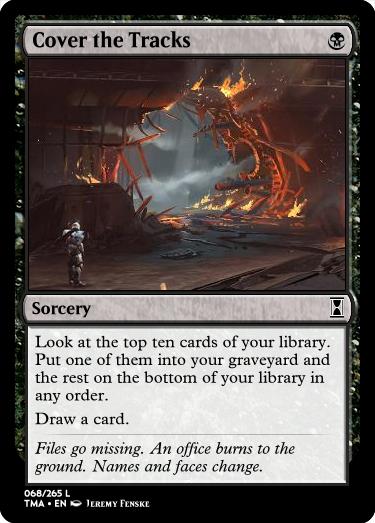 Cover the Tracks
Sorcery
Look at the top ten cards of your library.
Put one of them into your graveyard and
the rest on the bottom of your library in
any order.
Draw a card.
Files go missing. An office burns to the
ground. Names and faces change.
068/265 L
TMA • EN Jeremy Fenske